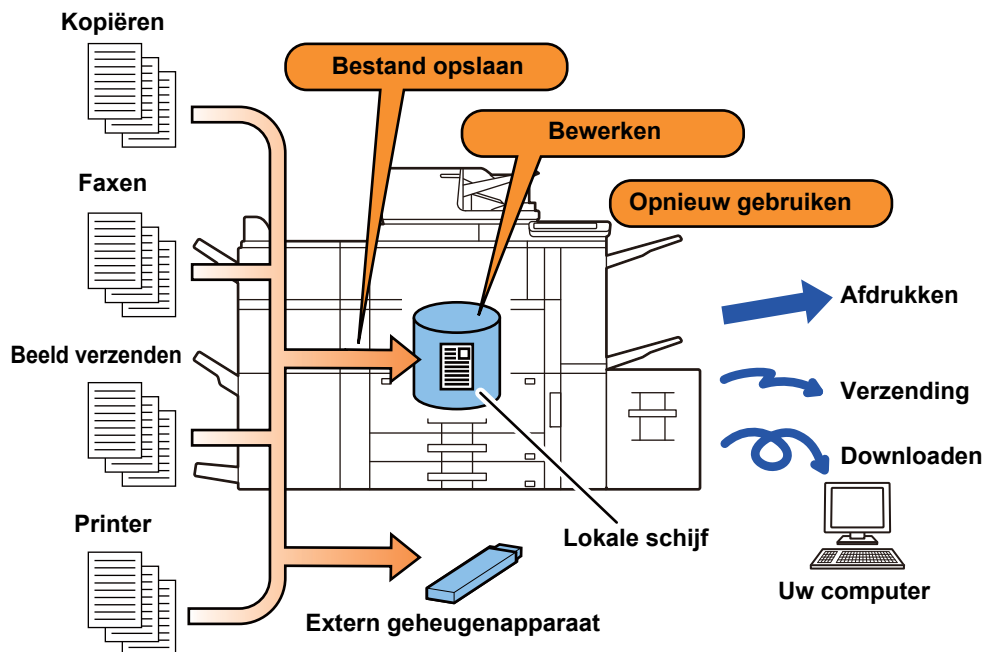 Kopiëren
Bestand opslaan
Bewerken
Faxen
Opnieuw gebruiken
Afdrukken
Beeld verzenden
Verzending
Downloaden
Printer
Lokale schijf
Uw computer
Extern geheugenapparaat